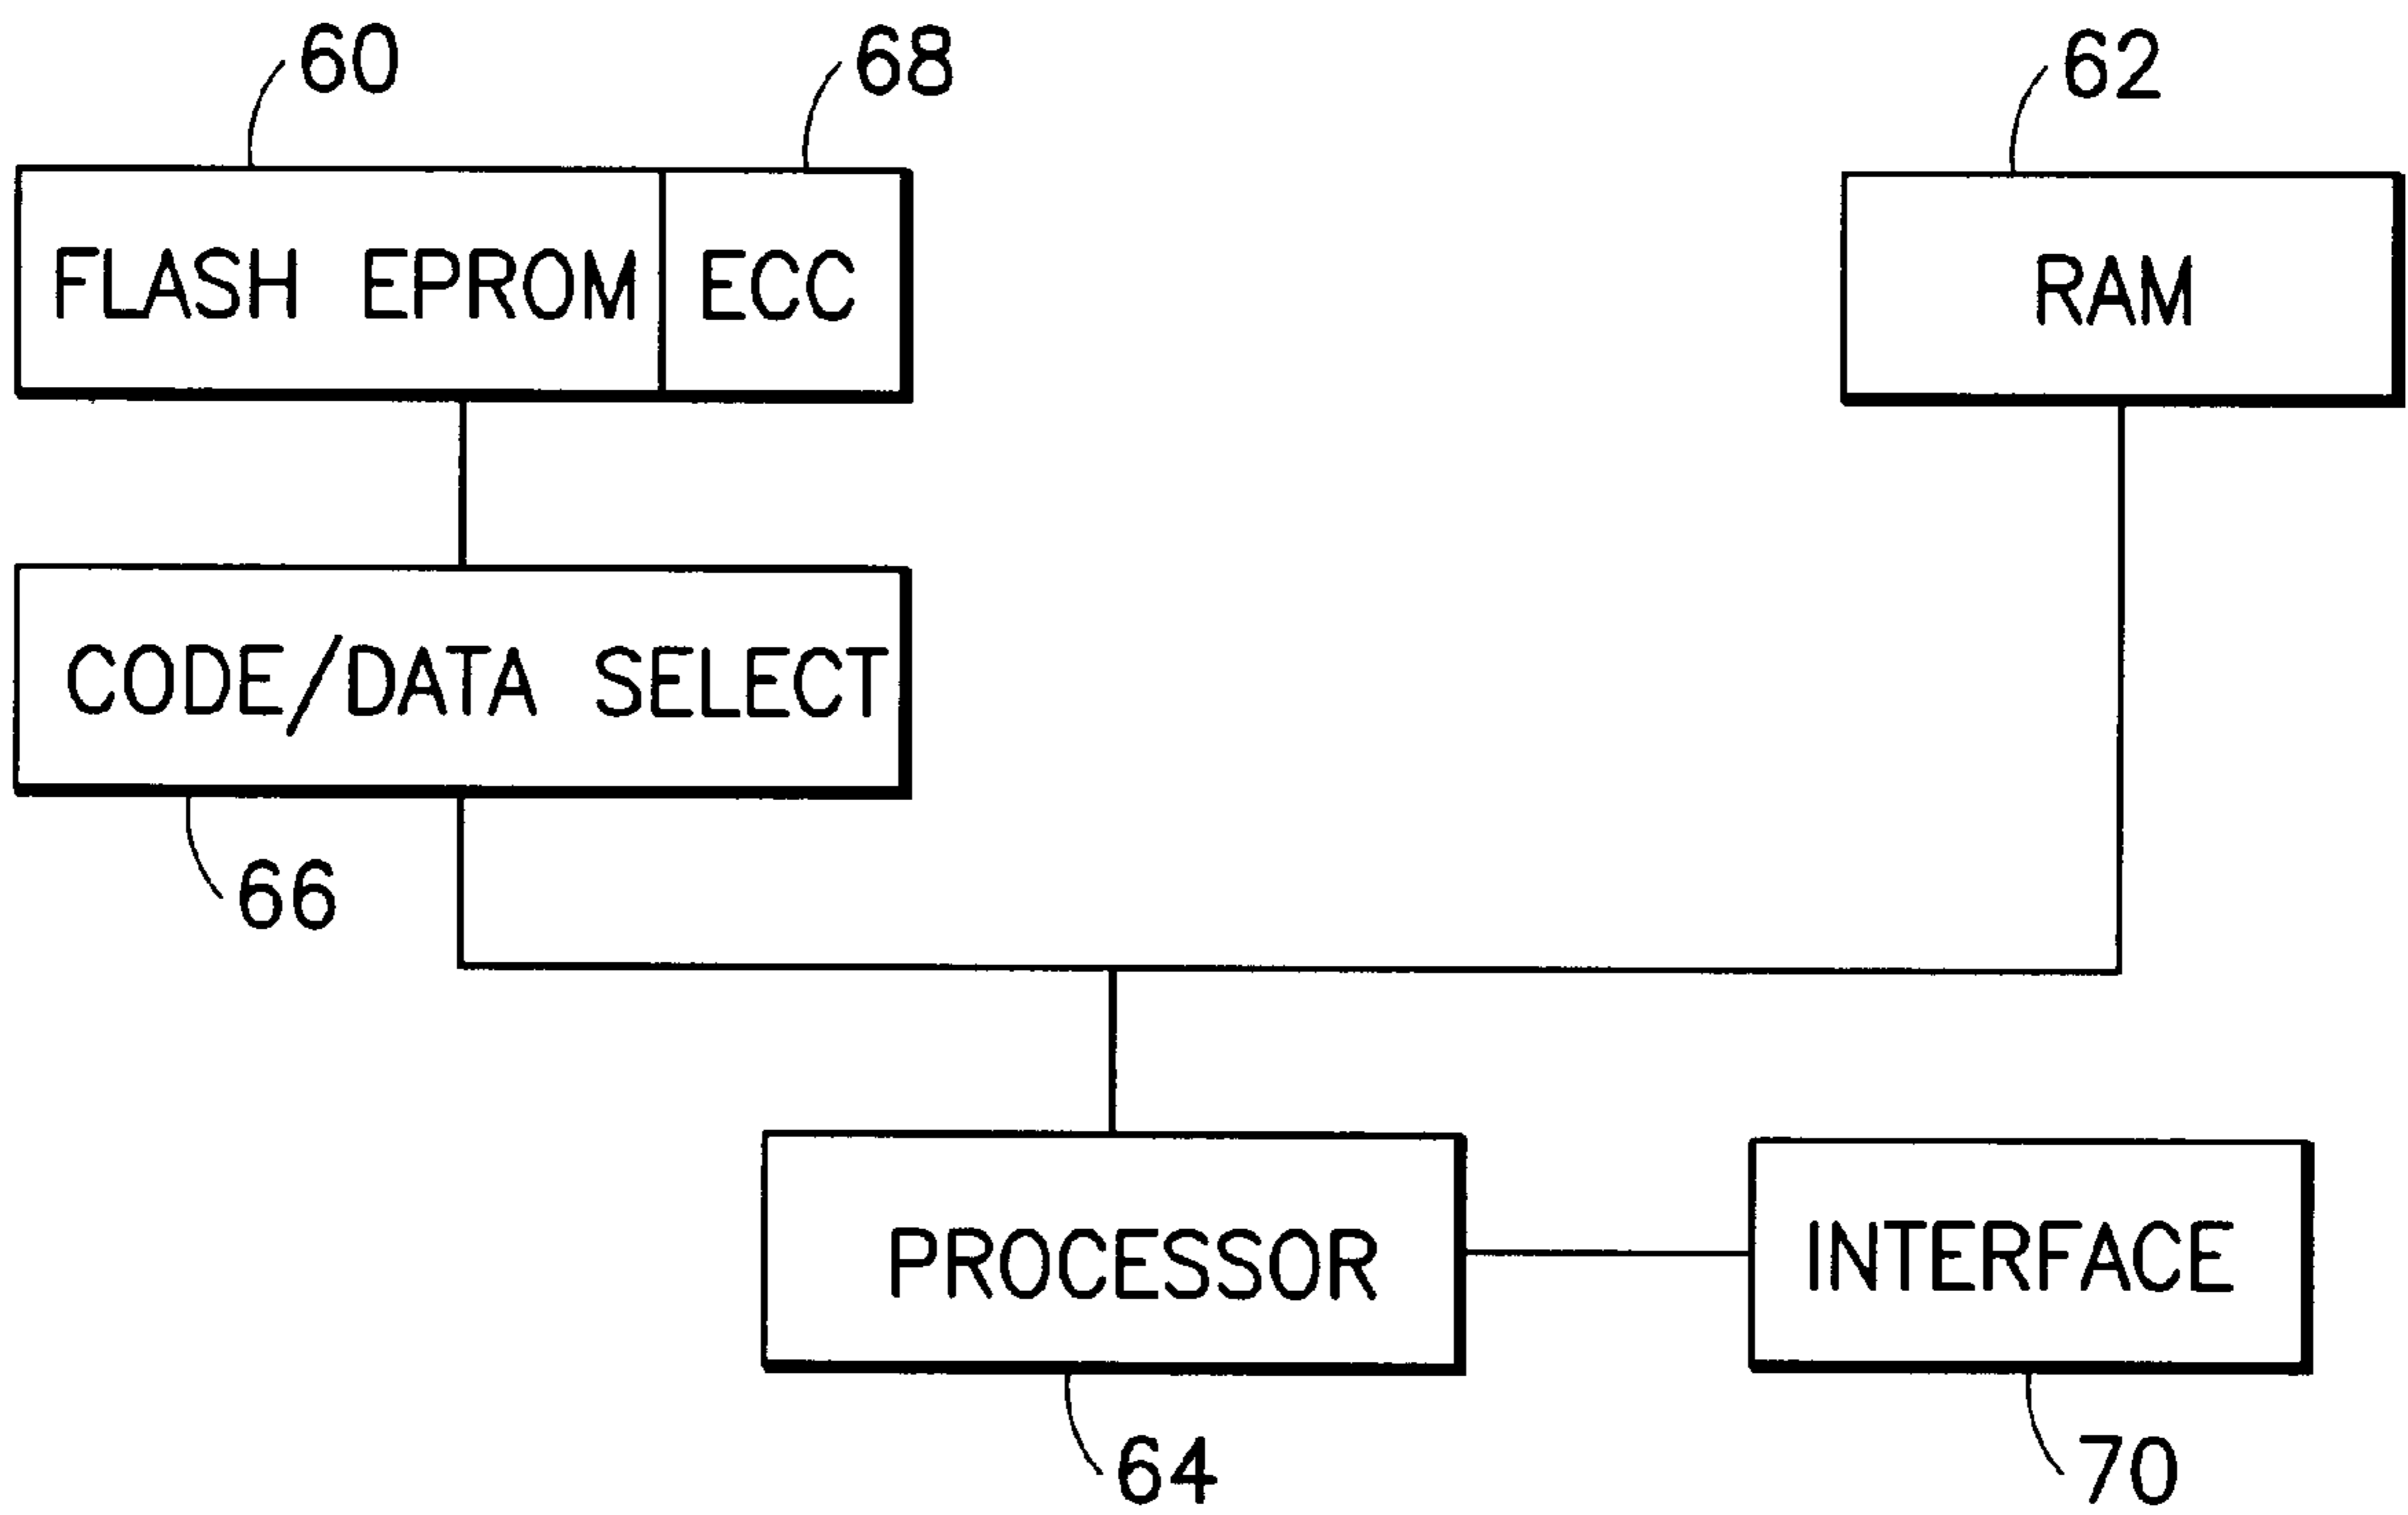 60 68 62
FLASH EPROM ECC RAM
CODE/DATA SELECT
66
PROCESSOR INTERFACE
64 70